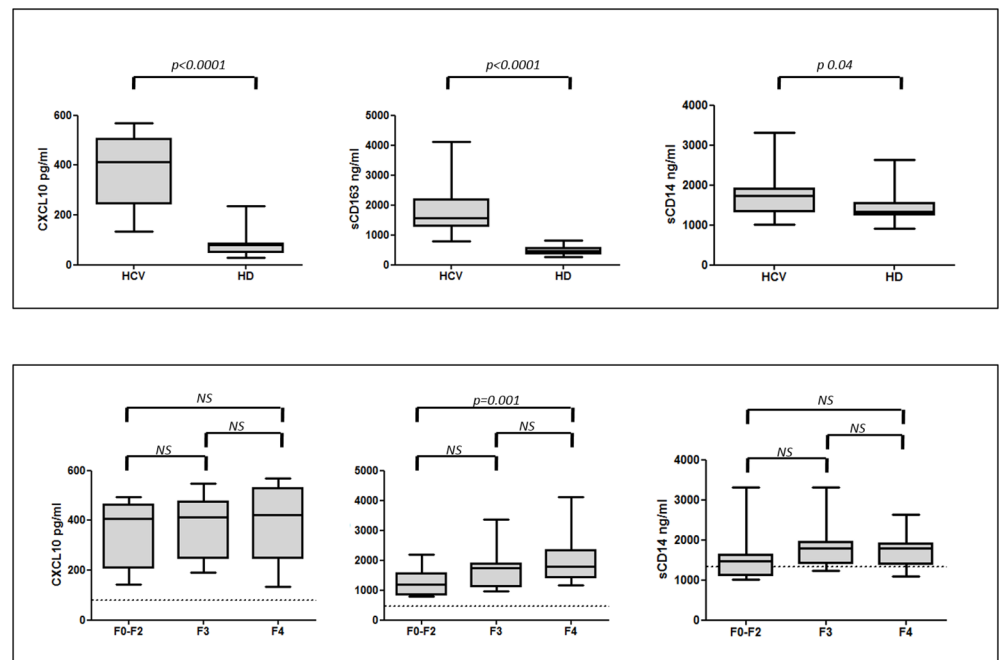 p<0.0001
CXCL10 pg/ml
600
400
200
0
HCV HD
p<0.0001
sCD163 ng/ml
5000
4000
3000
2000
1000
0
HCV HD
p 0.04
sCD14 ng/ml
4000
3000
2000
1000
0
HCV HD
NS
NS
NS
CXCL10 pg/ml
600
400
200
0
F0-F2 F3 F4
p=0.001
NS
NS
5000
4000
3000
2000
1000
0
F0-F2 F3 F4
NS
NS
NS
sCD14 ng/ml
4000
3000
2000
1000
0
F0-F2 F3 F4